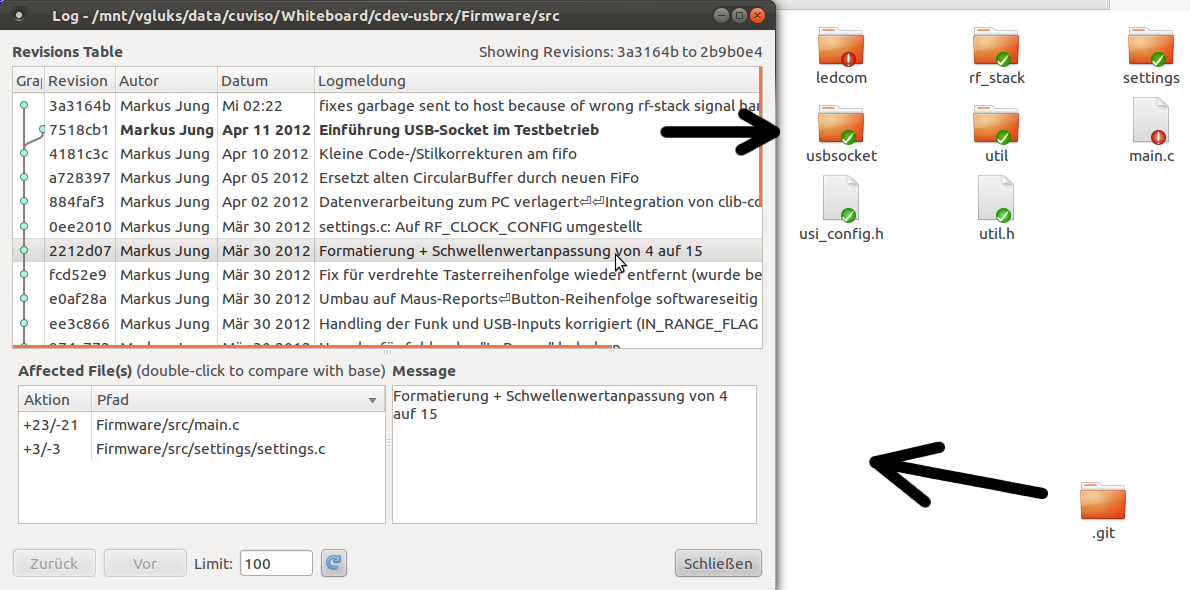 Log - /mnt/vgluks/data/cuviso/Whiteboard/cdev-usbrx/Firmware/src
Revisions Table
Showing Revisions: 3a3164b to 2b9b0e4
Revision Autor Datum Logmeldung
3a3164b Markus Jung Mi 02:22 fixes garbage sent to host because of wrong rf-stack signal
7518cb1 Markus Jung Apr 11 2012 Einführung USB-Socket im Testbetrieb
4181c3c Markus Jung Apr 10 2012 Kleine Code-/Stilkorrekturen am fifo
a728397 Markus Jung Apr 05 2012 Ersetzt alten CircularBuffer durch neuen FiFo
884faf3 Markus Jung Apr 02 2012 Datenverarbeitung zum PC verlagert⏎⏎Integration von
0ee2010 Markus Jung Mär 30 2012 settings.c: Auf RF_CLOCK_CONFIG umgestellt
2212d07 Markus Jung Mär 30 2012 Formatierung + Schwellenwertanpassung von 4 auf 15
fcd52e9 Markus Jung Mär 30 2012 Fix für verdrehte Tasterreihenfolge wieder entfernt (wurde be
e0af28a Markus Jung Mär 30 2012 Umbau auf Maus-Reports⏎Button-Reihenfolge softwareseitig
ee3c866 Markus Jung Mär 30 2012 Handling der Funk und USB-Inputs korrigiert (IN_RANGE_FLAG
Affected File(s) (double-click to compare with base)
Aktion Pfad
+23/-21 Firmware/src/main.c
+3/-3 Firmware/src/settings/settings.c
Message
Formatierung + Schwellenwertanpassung von 4
auf 15
Zurück Vor Limit: 100 Schließen
ledcom rf_stack settings
usbsocket util main.c
usi_config.h util.h
.git